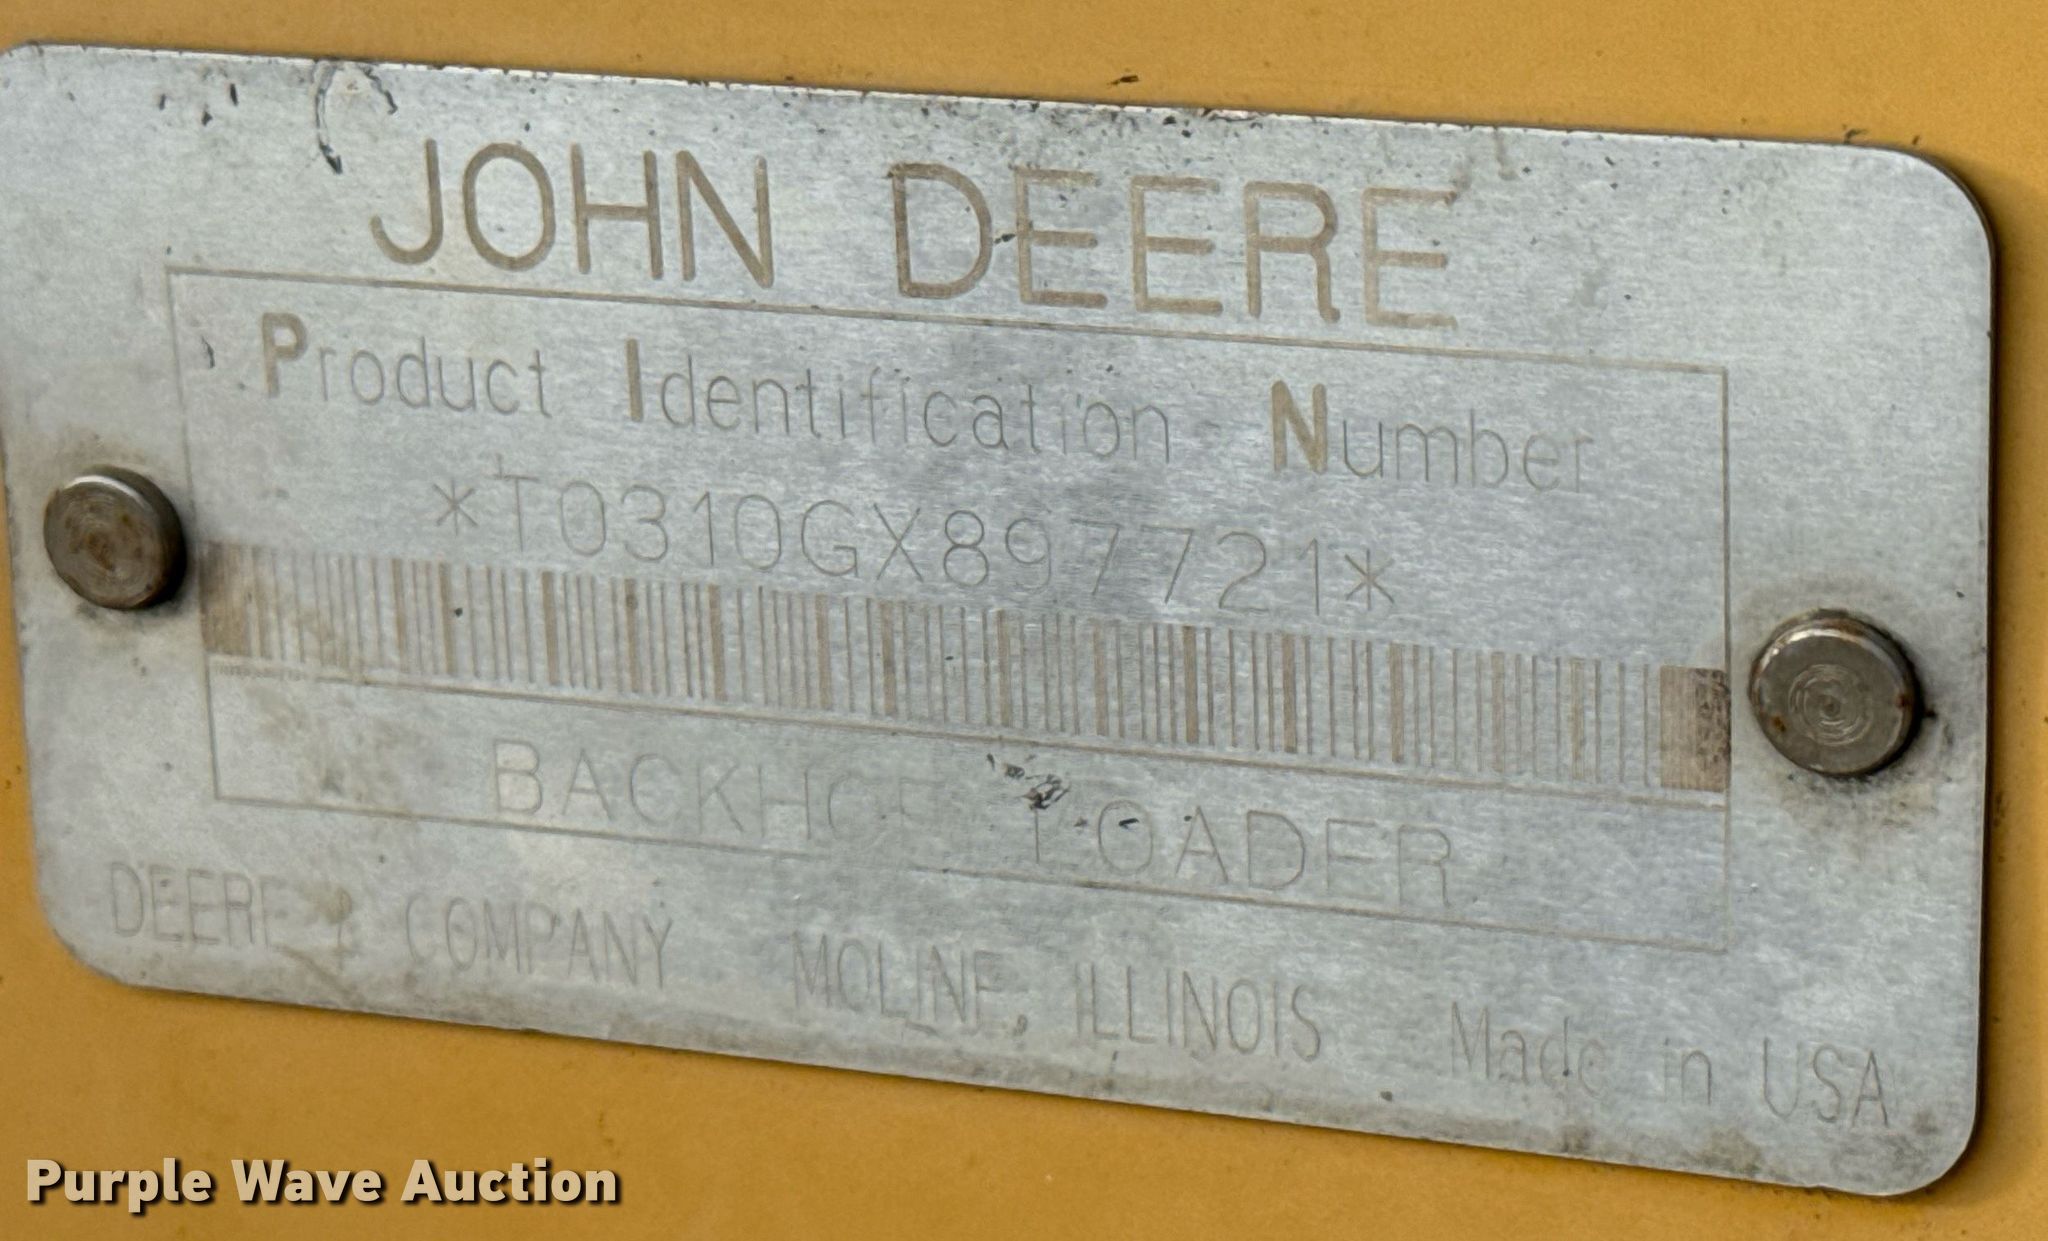 JOHN DEERE
Product Identification Number
*T0310GX897721*
BACKHOE LOADER
DEERE & COMPANY MOLINE, ILLINOIS Made in USA
Purple Wave Auction